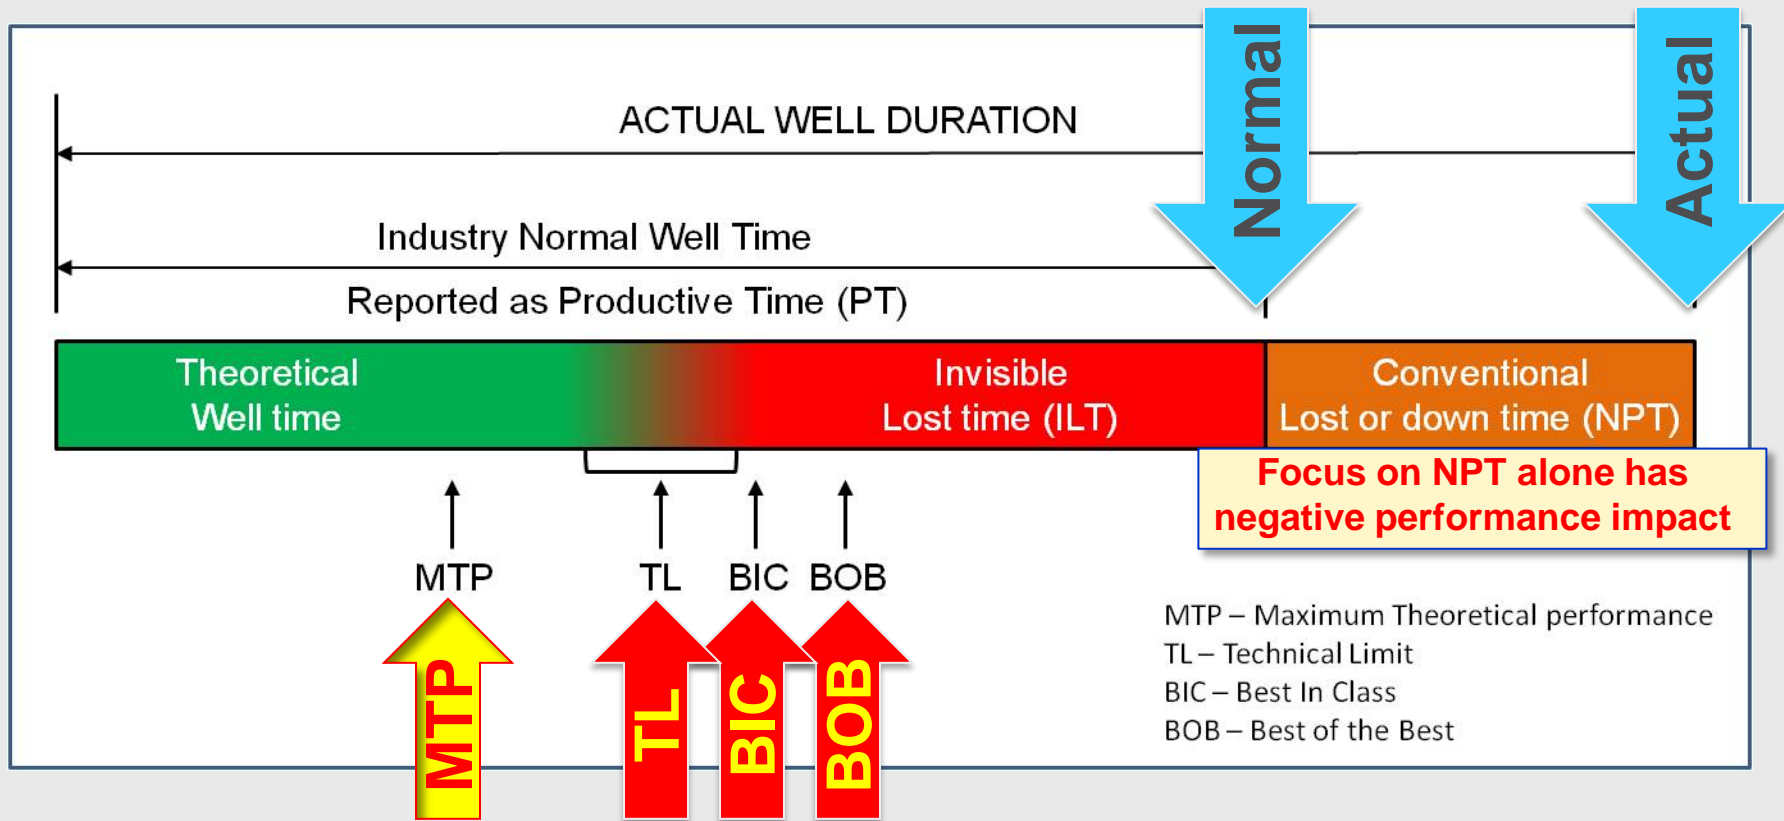 Normal
Actual
ACTUAL WELL DURATION
Industry Normal Well Time
Reported as Productive Time (PT)
Theoretical
Well time
Invisible
Lost time (ILT)
Conventional
Lost or down time (NPT)
Focus on NPT alone has
negative performance impact
MTP
TL
BIC
BOB
MTP
TL
BIC
BOB
MTP – Maximum Theoretical performance
TL – Technical Limit
BIC – Best In Class
BOB – Best of the Best